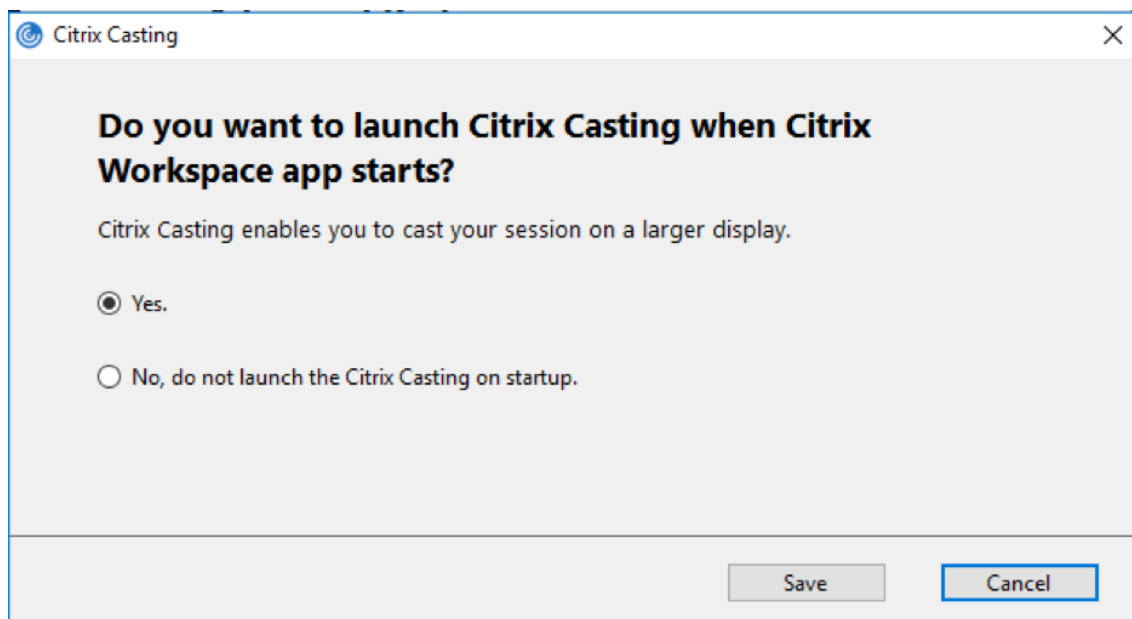 Citrix Casting
Do you want to launch Citrix Casting when Citrix
Workspace app starts?
Citrix Casting enables you to cast your session on a larger display.
Yes.
No, do not launch the Citrix Casting on startup.
Save
Cancel